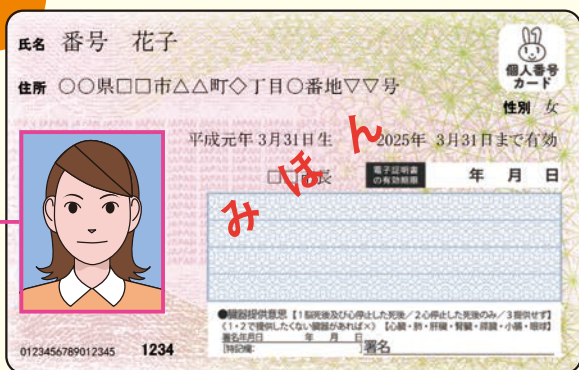 氏名 番号 花子
個人番号
カード
住所 〇〇県□□市△△町◇丁目〇番地▽▽号
性別 女
平成元年3月31日生 2025年 3月31日まで有効
みほん
長 電子証明書の有効期限 年 月 日
●臓器提供意思【1脳死後及び心停止した死後／2心停止した死後のみ／3提供せず】
《1・2で提供したくない臓器があれば×》【心臓・肺・肝臓・腎臓・膵臓・小腸・眼球】
署名年月日 年 月 日
[特記欄: ]署名
0123456789012345 1234